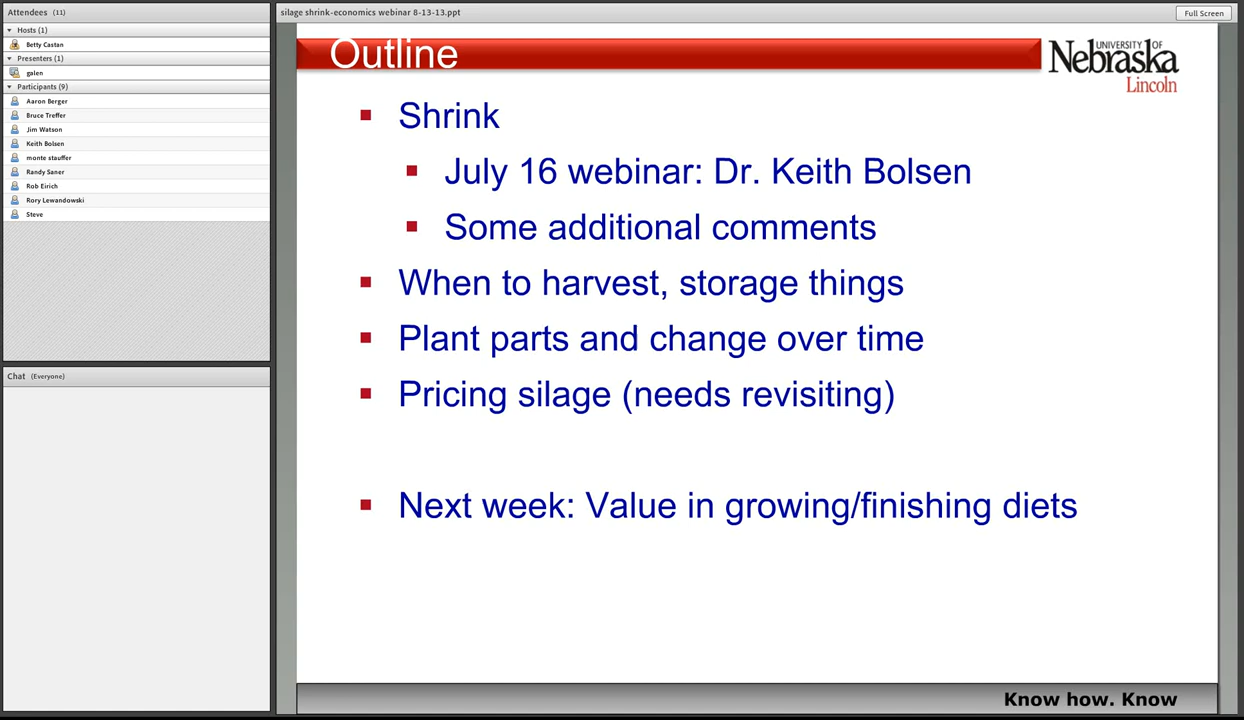 Attendees (11)
Hosts (1)
Betty Castan
Presenters (1)
galen
Participants (9)
Aaron Berger
Bruce Treffer
Jim Watson
Keith Bolsen
monte stauffer
Randy Saner
Rob Eirich
Rory Lewandowski
Steve
Chat (Everyone)
silage shrink-economics webinar 8-13-13.ppt
Full Screen
Outline
UNIVERSITY OF
Nebraska
Lincoln
Shrink
July 16 webinar: Dr. Keith Bolsen
Some additional comments
When to harvest, storage things
Plant parts and change over time
Pricing silage (needs revisiting)
Next week: Value in growing/finishing diets
Know how. Know